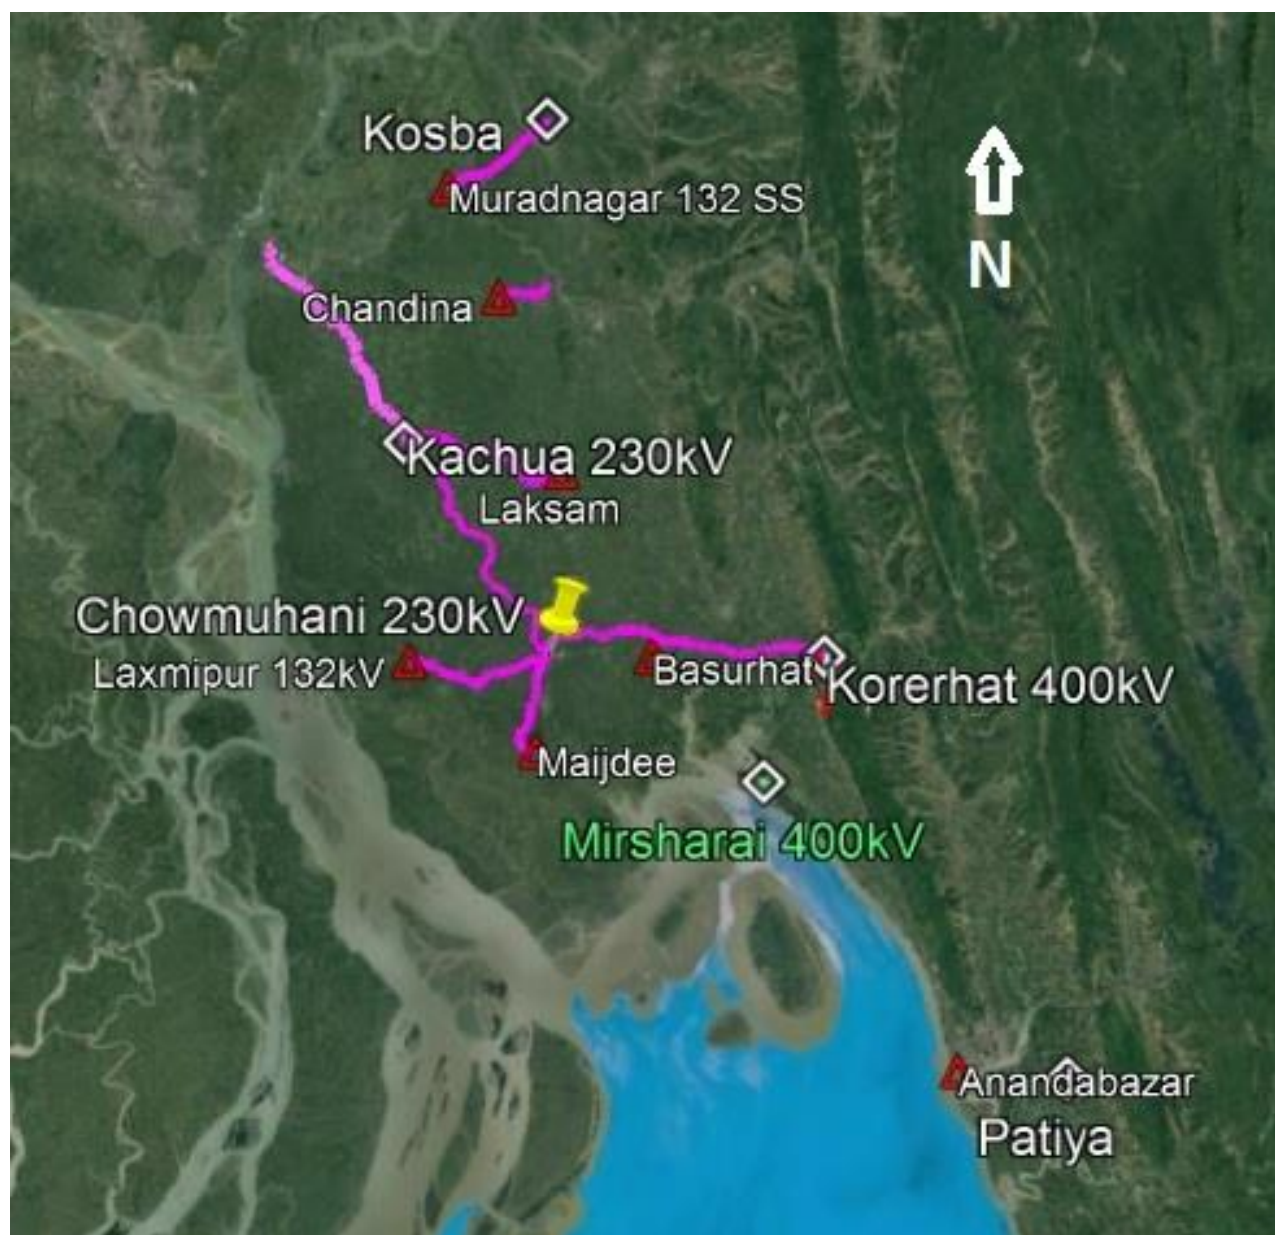 Kosba
Muradnagar 132 SS
N
Chandina
Kachua 230kV
Laksam
Chowmuhani 230kV
Laxmipur 132kV
Basurhat
Korerhat 400kV
Maijdee
Mirsharai 400kV
Anandabazar
Patiya